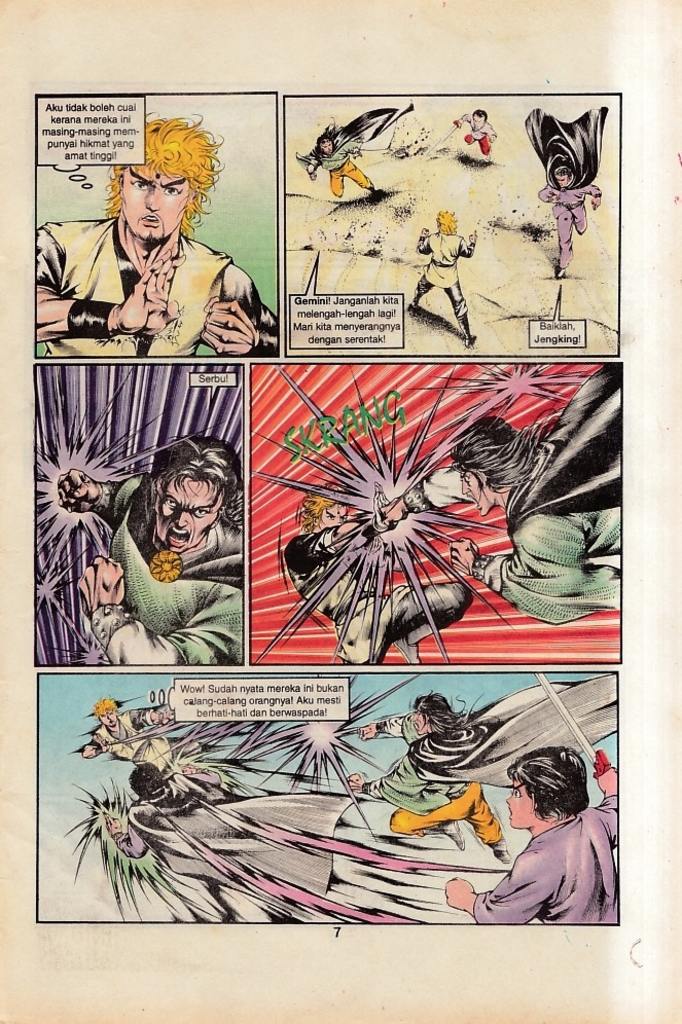 Aku tidak boleh cuai
kerana mereka ini
masing-masing mem-
punyai hikmat yang
amat tinggi!
Gemini! Janganlah kita
melengah-lengah lagi!
Mari kita menyerangnya
dengan serentak!
Baiklah,
Jengking!
Serbu!
SKRANG
Wow! Sudah nyata mereka ini bukan
calang-calang orangnya! Aku mesti
berhati-hati dan berwaspada!
7